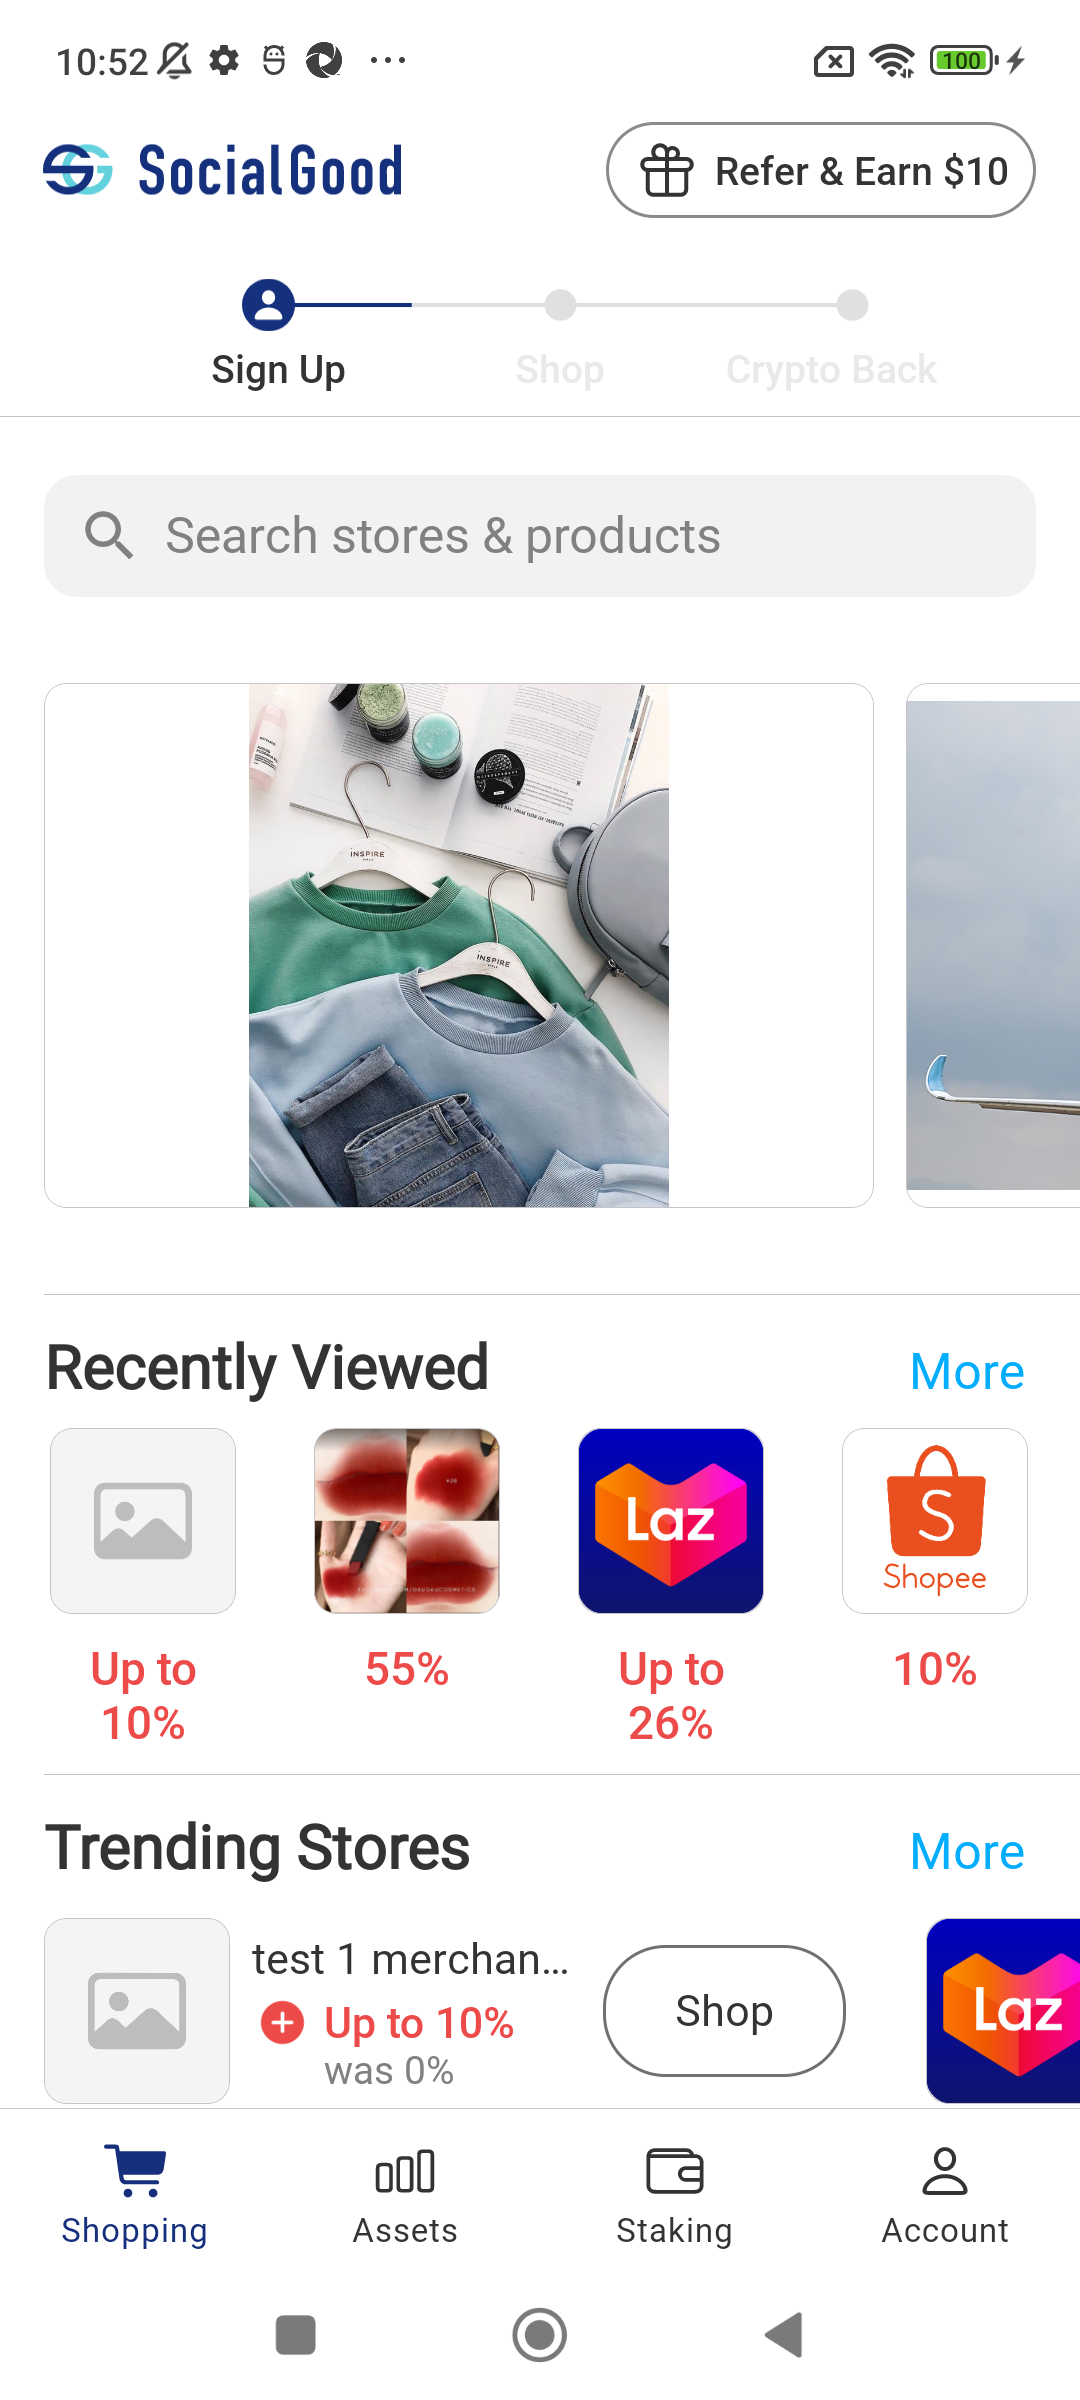 10:52
100
SocialGood
Refer & Earn $10
Sign Up
Shop
Crypto Back
Search stores & products
INSPIRE
INSPIRE
Recently Viewed
More
Laz
S
Shopee
Up to
10%
55%
Up to
26%
10%
Trending Stores
More
test 1 merchan...
Up to 10%
was 0%
Shop
Laz
Shopping
Assets
Staking
Account